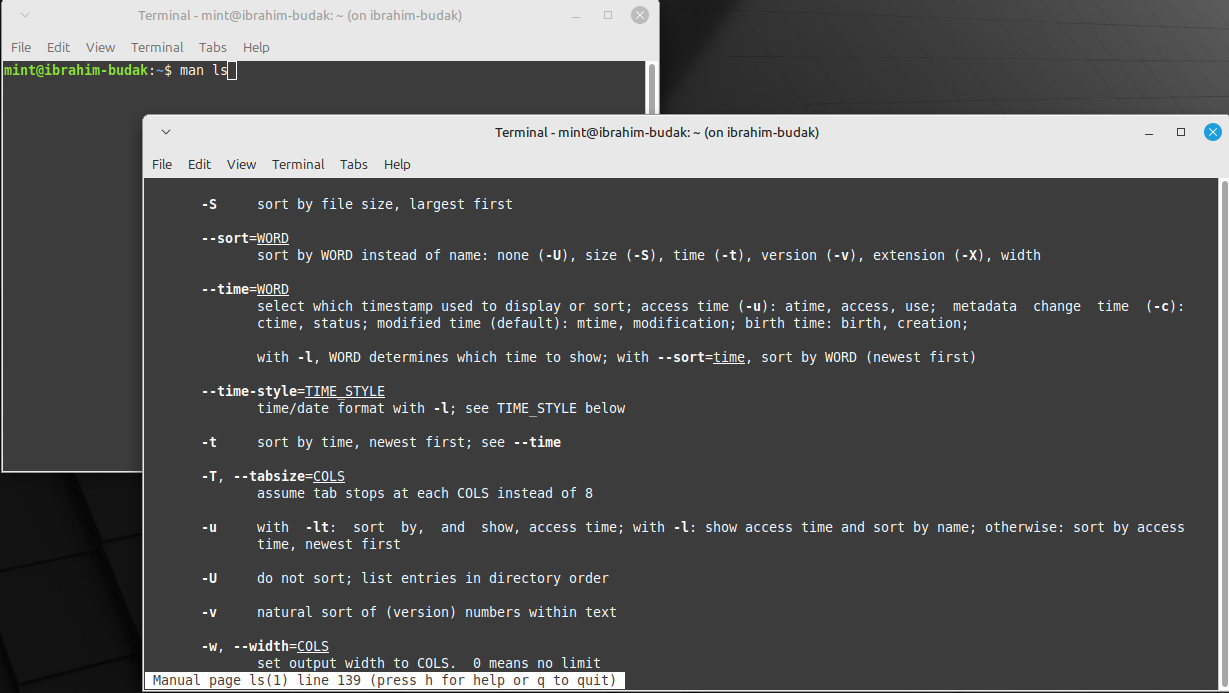 Terminal - mint@ibrahim-budak: ~ (on ibrahim-budak)
File Edit View Terminal Tabs Help
mint@ibrahim-budak:~$ man ls
Terminal - mint@ibrahim-budak: ~ (on ibrahim-budak)
File Edit View Terminal Tabs Help
-S sort by file size, largest first
--sort=WORD
sort by WORD instead of name: none (-U), size (-S), time (-t), version (-v), extension (-X), width
--time=WORD
select which timestamp used to display or sort; access time (-u): atime, access, use; metadata change time (-c):
ctime, status; modified time (default): mtime, modification; birth time: birth, creation;
with -l, WORD determines which time to show; with --sort=time, sort by WORD (newest first)
--time-style=TIME_STYLE
time/date format with -l; see TIME_STYLE below
-t sort by time, newest first; see --time
-T, --tabsize=COLS
assume tab stops at each COLS instead of 8
-u with -lt: sort by, and show, access time; with -l: show access time and sort by name; otherwise: sort by access
time, newest first
-U do not sort; list entries in directory order
-v natural sort of (version) numbers within text
-w, --width=COLS
set output width to COLS. 0 means no limit
Manual page ls(1) line 139 (press h for help or q to quit)